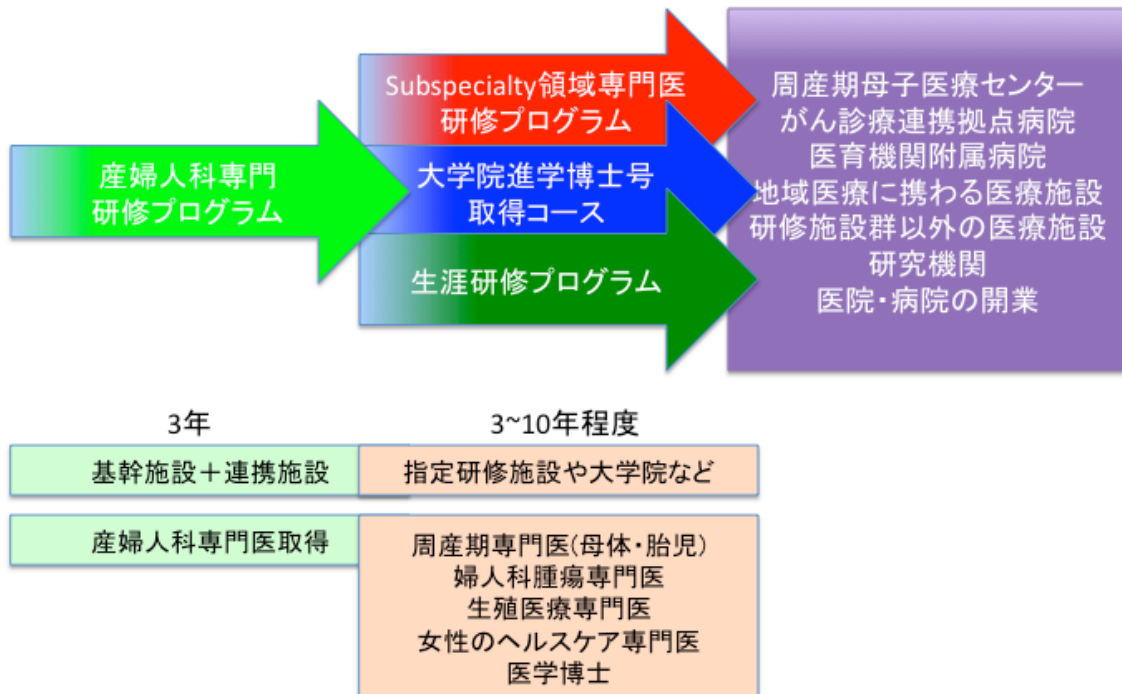 産婦人科専門
研修プログラム
Subspecialty領域専門医
研修プログラム
大学院進学博士号
取得コース
生涯研修プログラム
周産期母子医療センター
がん診療連携拠点病院
医育機関附属病院
地域医療に携わる医療施設
研修施設群以外の医療施設
研究機関
医院・病院の開業
3年
3~10年程度
基幹施設＋連携施設
指定研修施設や大学院など
産婦人科専門医取得
周産期専門医(母体・胎児)
婦人科腫瘍専門医
生殖医療専門医
女性のヘルスケア専門医
医学博士